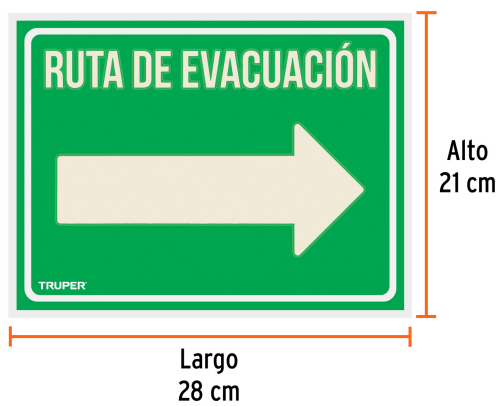 RUTA DE EVACUACIÓN
TRUPER®
Alto
21 cm
Largo
28 cm